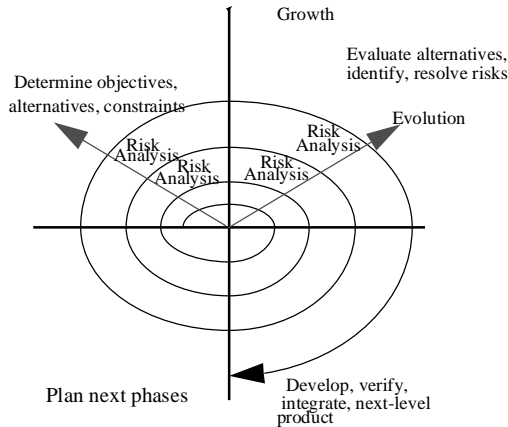 Growth
Evaluate alternatives,
identify, resolve risks
Determine objectives,
alternatives, constraints
Evolution
Risk
Analysis
Risk
Analysis
Risk
Analysis
Risk
Analysis
Plan next phases
Develop, verify,
integrate, next-level
product